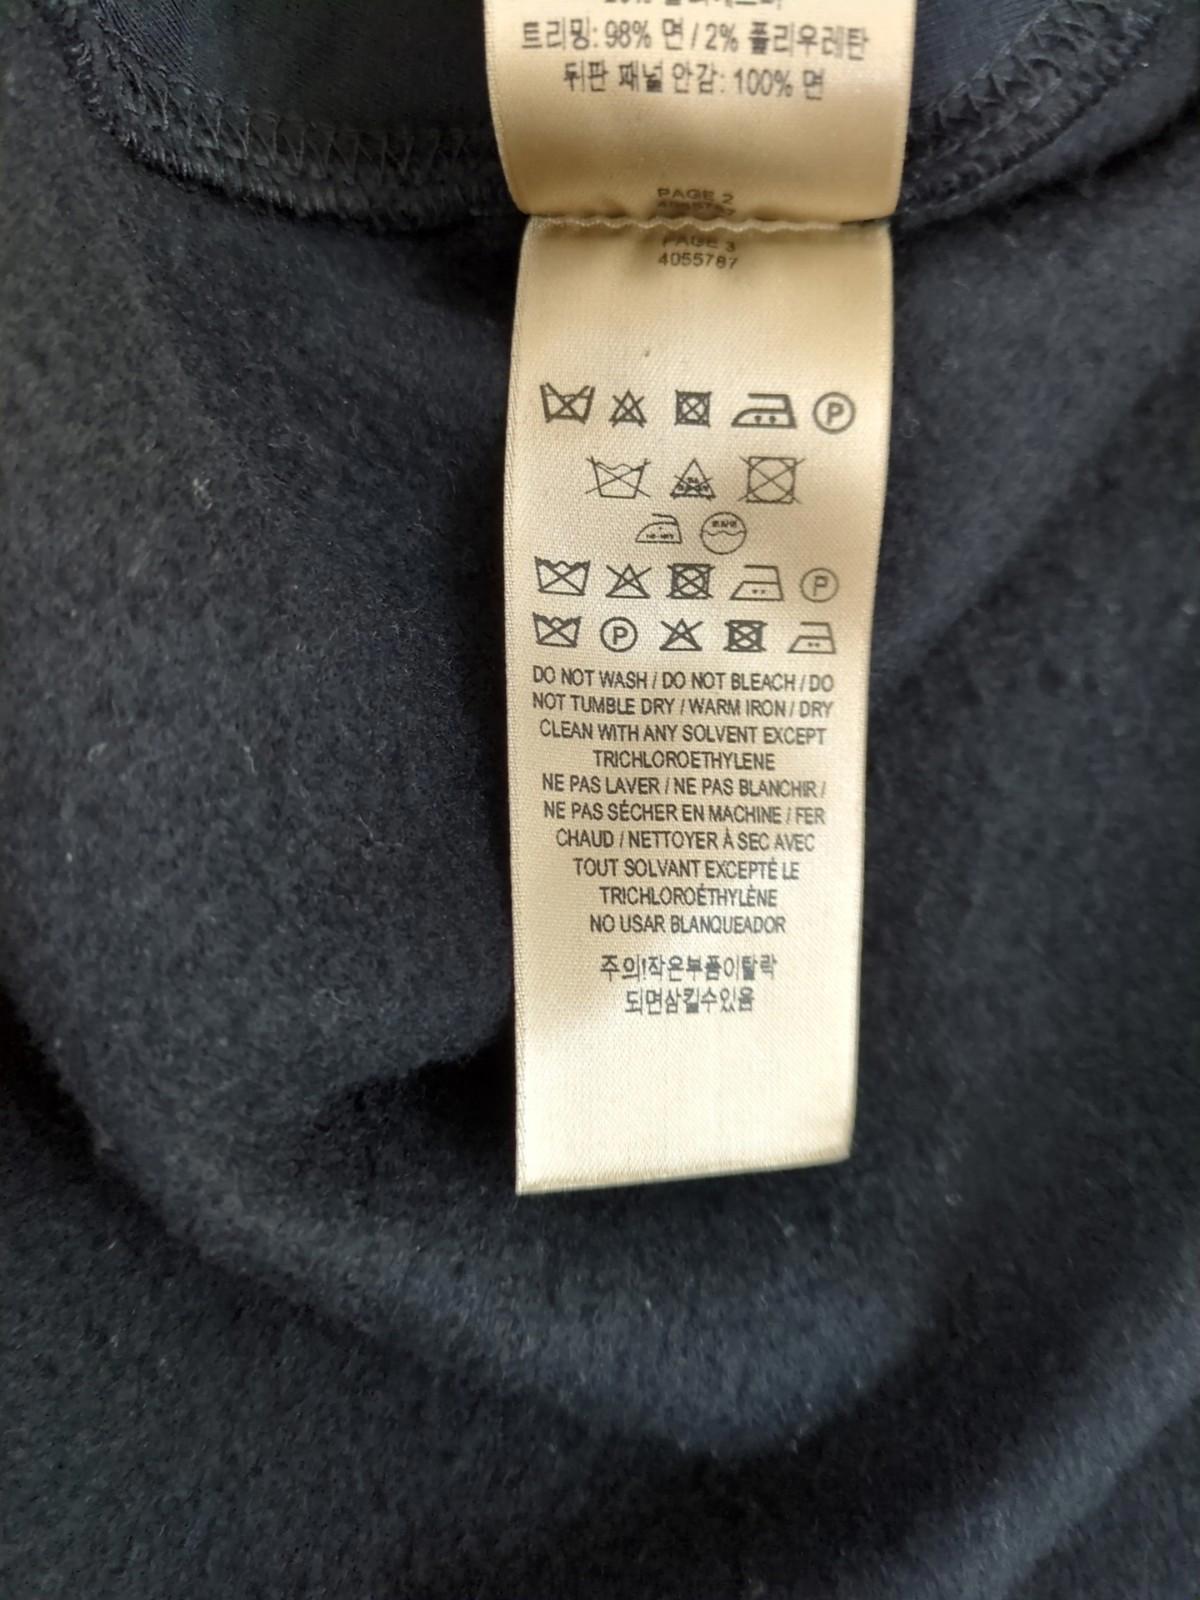 트리밍: 98% 면 / 2% 폴리우레탄
뒤판 패널 안감: 100% 면
PAGE 2
PAGE 3
4055787
P
P
P
DO NOT WASH / DO NOT BLEACH / DO
NOT TUMBLE DRY / WARM IRON / DRY
CLEAN WITH ANY SOLVENT EXCEPT
TRICHLOROETHYLENE
NE PAS LAVER / NE PAS BLANCHIR /
NE PAS SÉCHER EN MACHINE / FER
CHAUD / NETTOYER À SEC AVEC
TOUT SOLVANT EXCEPTÉ LE
TRICHLOROÉTHYLÈNE
NO USAR BLANQUEADOR
주의!작은부품이탈락
되면삼킬수있음